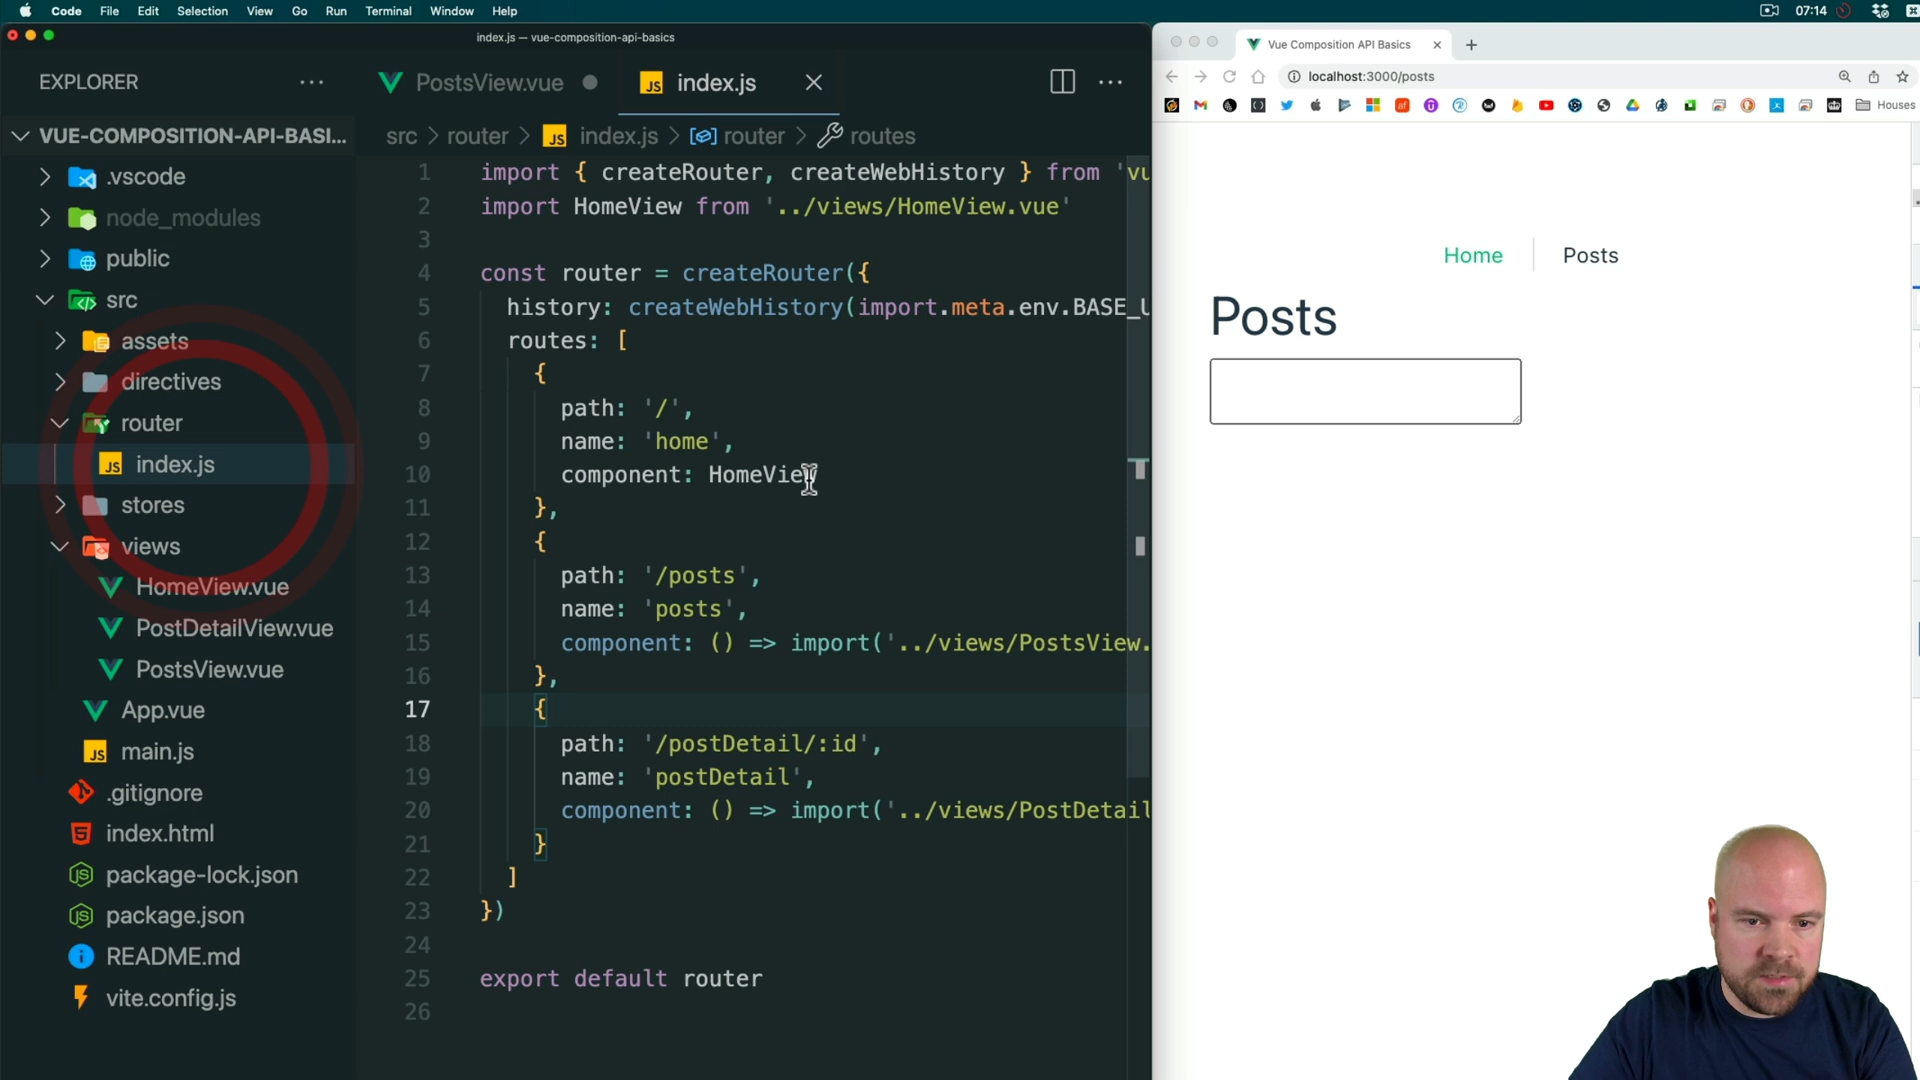 Code File Edit Selection View Go Run Terminal Window Help 07:14
index.js — vue-composition-api-basics
EXPLORER
VUE-COMPOSITION-API-BASI...
.vscode
node_modules
public
src
assets
directives
router
index.js
stores
views
HomeView.vue
PostDetailView.vue
PostsView.vue
App.vue
main.js
.gitignore
index.html
package-lock.json
package.json
README.md
vite.config.js
PostsView.vue index.js
src > router > index.js > router > routes
1 import { createRouter, createWebHistory } from 'vu
2 import HomeView from '../views/HomeView.vue'
3
4 const router = createRouter({
5 history: createWebHistory(import.meta.env.BASE_U
6 routes: [
7 {
8 path: '/',
9 name: 'home',
10 component: HomeView
11 },
12 {
13 path: '/posts',
14 name: 'posts',
15 component: () => import('../views/PostsView.
16 },
17 {
18 path: '/postDetail/:id',
19 name: 'postDetail',
20 component: () => import('../views/PostDetail
21 }
22 ]
23 })
24
25 export default router
26
Vue Composition API Basics
localhost:3000/posts
Houses
Home Posts
Posts